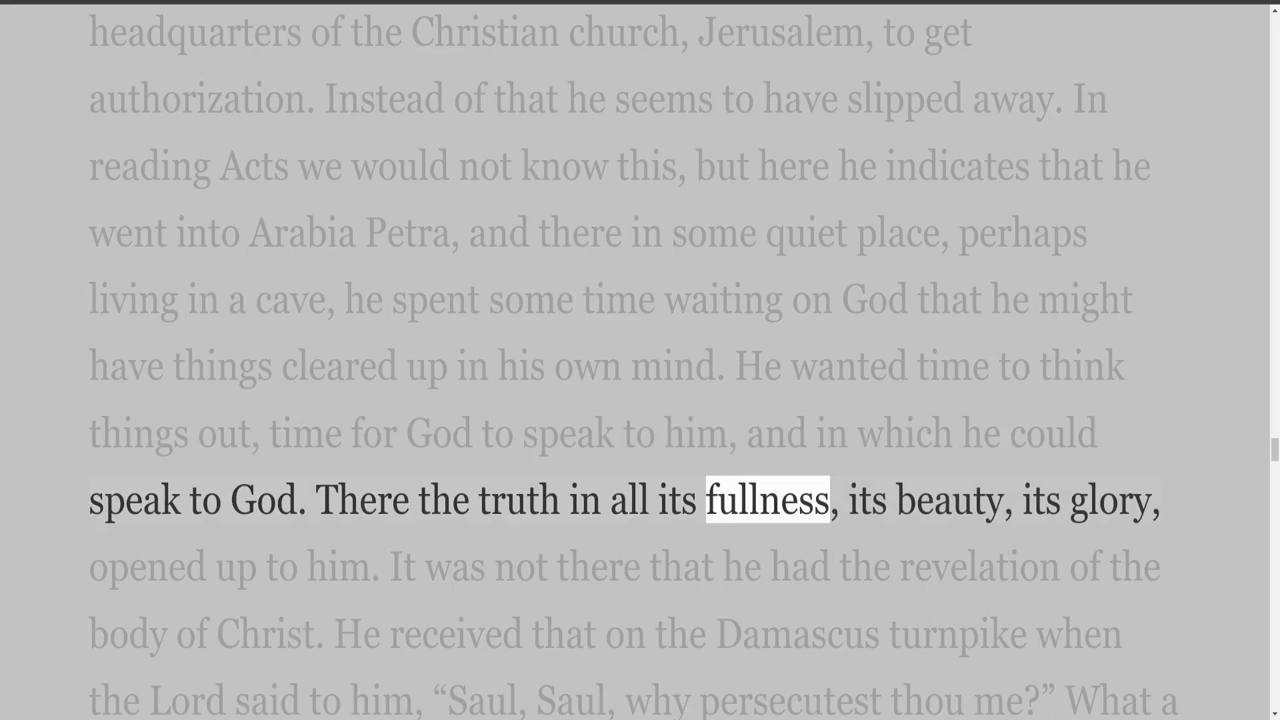 headquarters of the Christian church, Jerusalem, to get
authorization. Instead of that he seems to have slipped away. In
reading Acts we would not know this, but here he indicates that he
went into Arabia Petra, and there in some quiet place, perhaps
living in a cave, he spent some time waiting on God that he might
have things cleared up in his own mind. He wanted time to think
things out, time for God to speak to him, and in which he could
speak to God. There the truth in all its fullness, its beauty, its glory,
opened up to him. It was not there that he had the revelation of the
body of Christ. He received that on the Damascus turnpike when
the Lord said to him, “Saul, Saul, why persecutest thou me?” What a